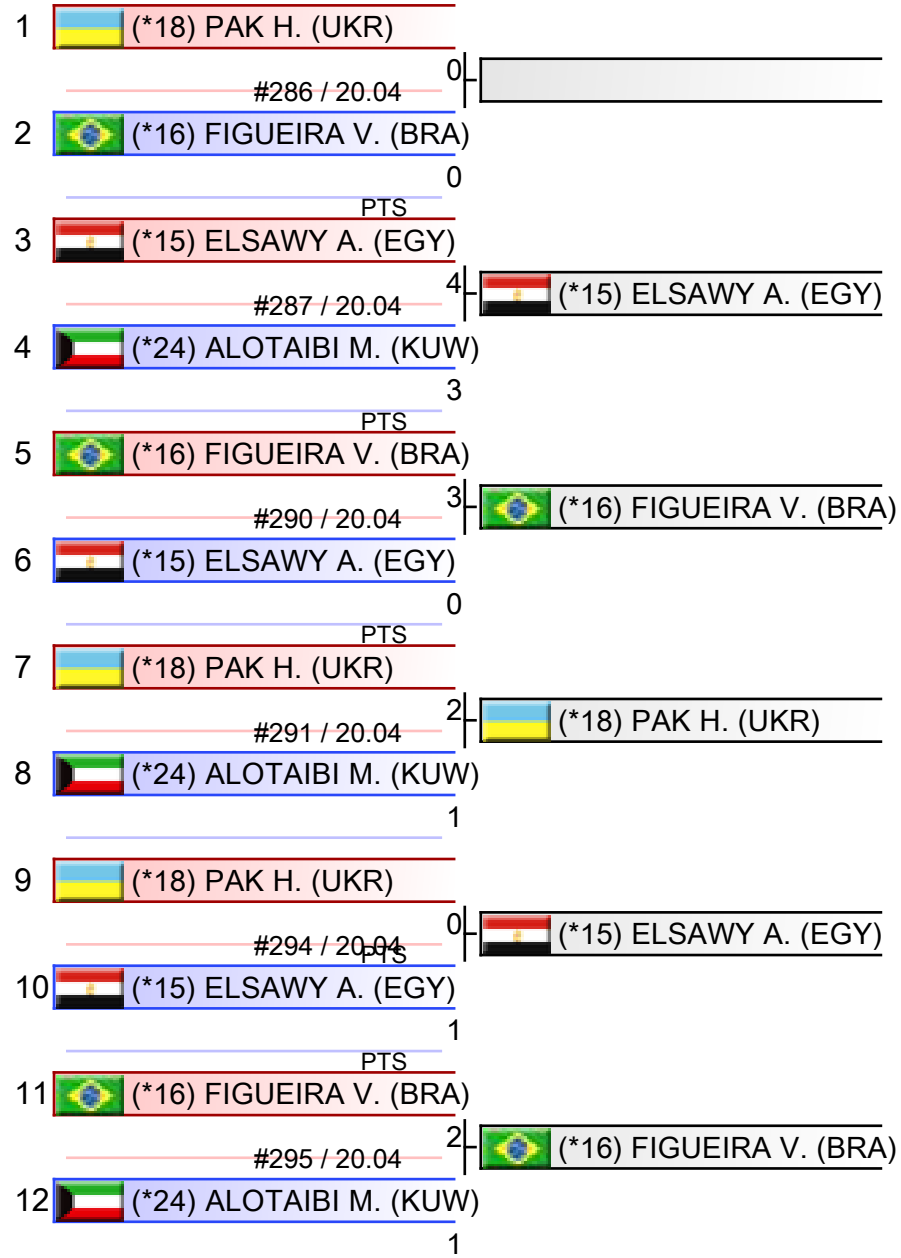 1 (*18) PAK H. (UKR)
0
#286 / 20.04
2 (*16) FIGUEIRA V. (BRA)
0
PTS
3 (*15) ELSAWY A. (EGY)
4 (*15) ELSAWY A. (EGY)
#287 / 20.04
4 (*24) ALOTAIBI M. (KUW)
3
PTS
5 (*16) FIGUEIRA V. (BRA)
3 (*16) FIGUEIRA V. (BRA)
#290 / 20.04
6 (*15) ELSAWY A. (EGY)
0
PTS
7 (*18) PAK H. (UKR)
2 (*18) PAK H. (UKR)
#291 / 20.04
8 (*24) ALOTAIBI M. (KUW)
1
9 (*18) PAK H. (UKR)
0 (*15) ELSAWY A. (EGY)
#294 / 20.04
PTS
10 (*15) ELSAWY A. (EGY)
1
PTS
11 (*16) FIGUEIRA V. (BRA)
2 (*16) FIGUEIRA V. (BRA)
#295 / 20.04
12 (*24) ALOTAIBI M. (KUW)
1